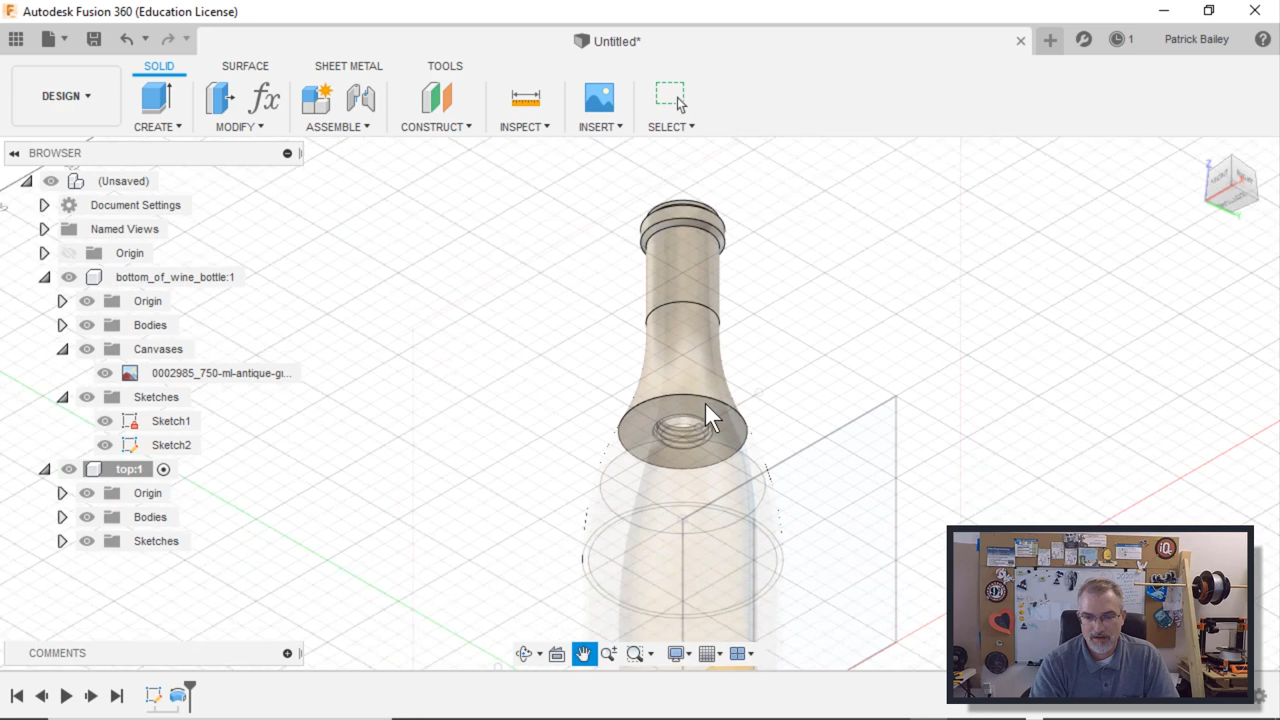 Autodesk Fusion 360 (Education License)
Untitled*
1
Patrick Bailey
SOLID
SURFACE
SHEET METAL
TOOLS
DESIGN
CREATE
MODIFY
ASSEMBLE
CONSTRUCT
INSPECT
INSERT
SELECT
BROWSER
(Unsaved)
Document Settings
Named Views
Origin
bottom_of_wine_bottle:1
Origin
Bodies
Canvases
0002985_750-ml-antique-gr...
Sketches
Sketch1
Sketch2
top:1
Origin
Bodies
Sketches
COMMENTS